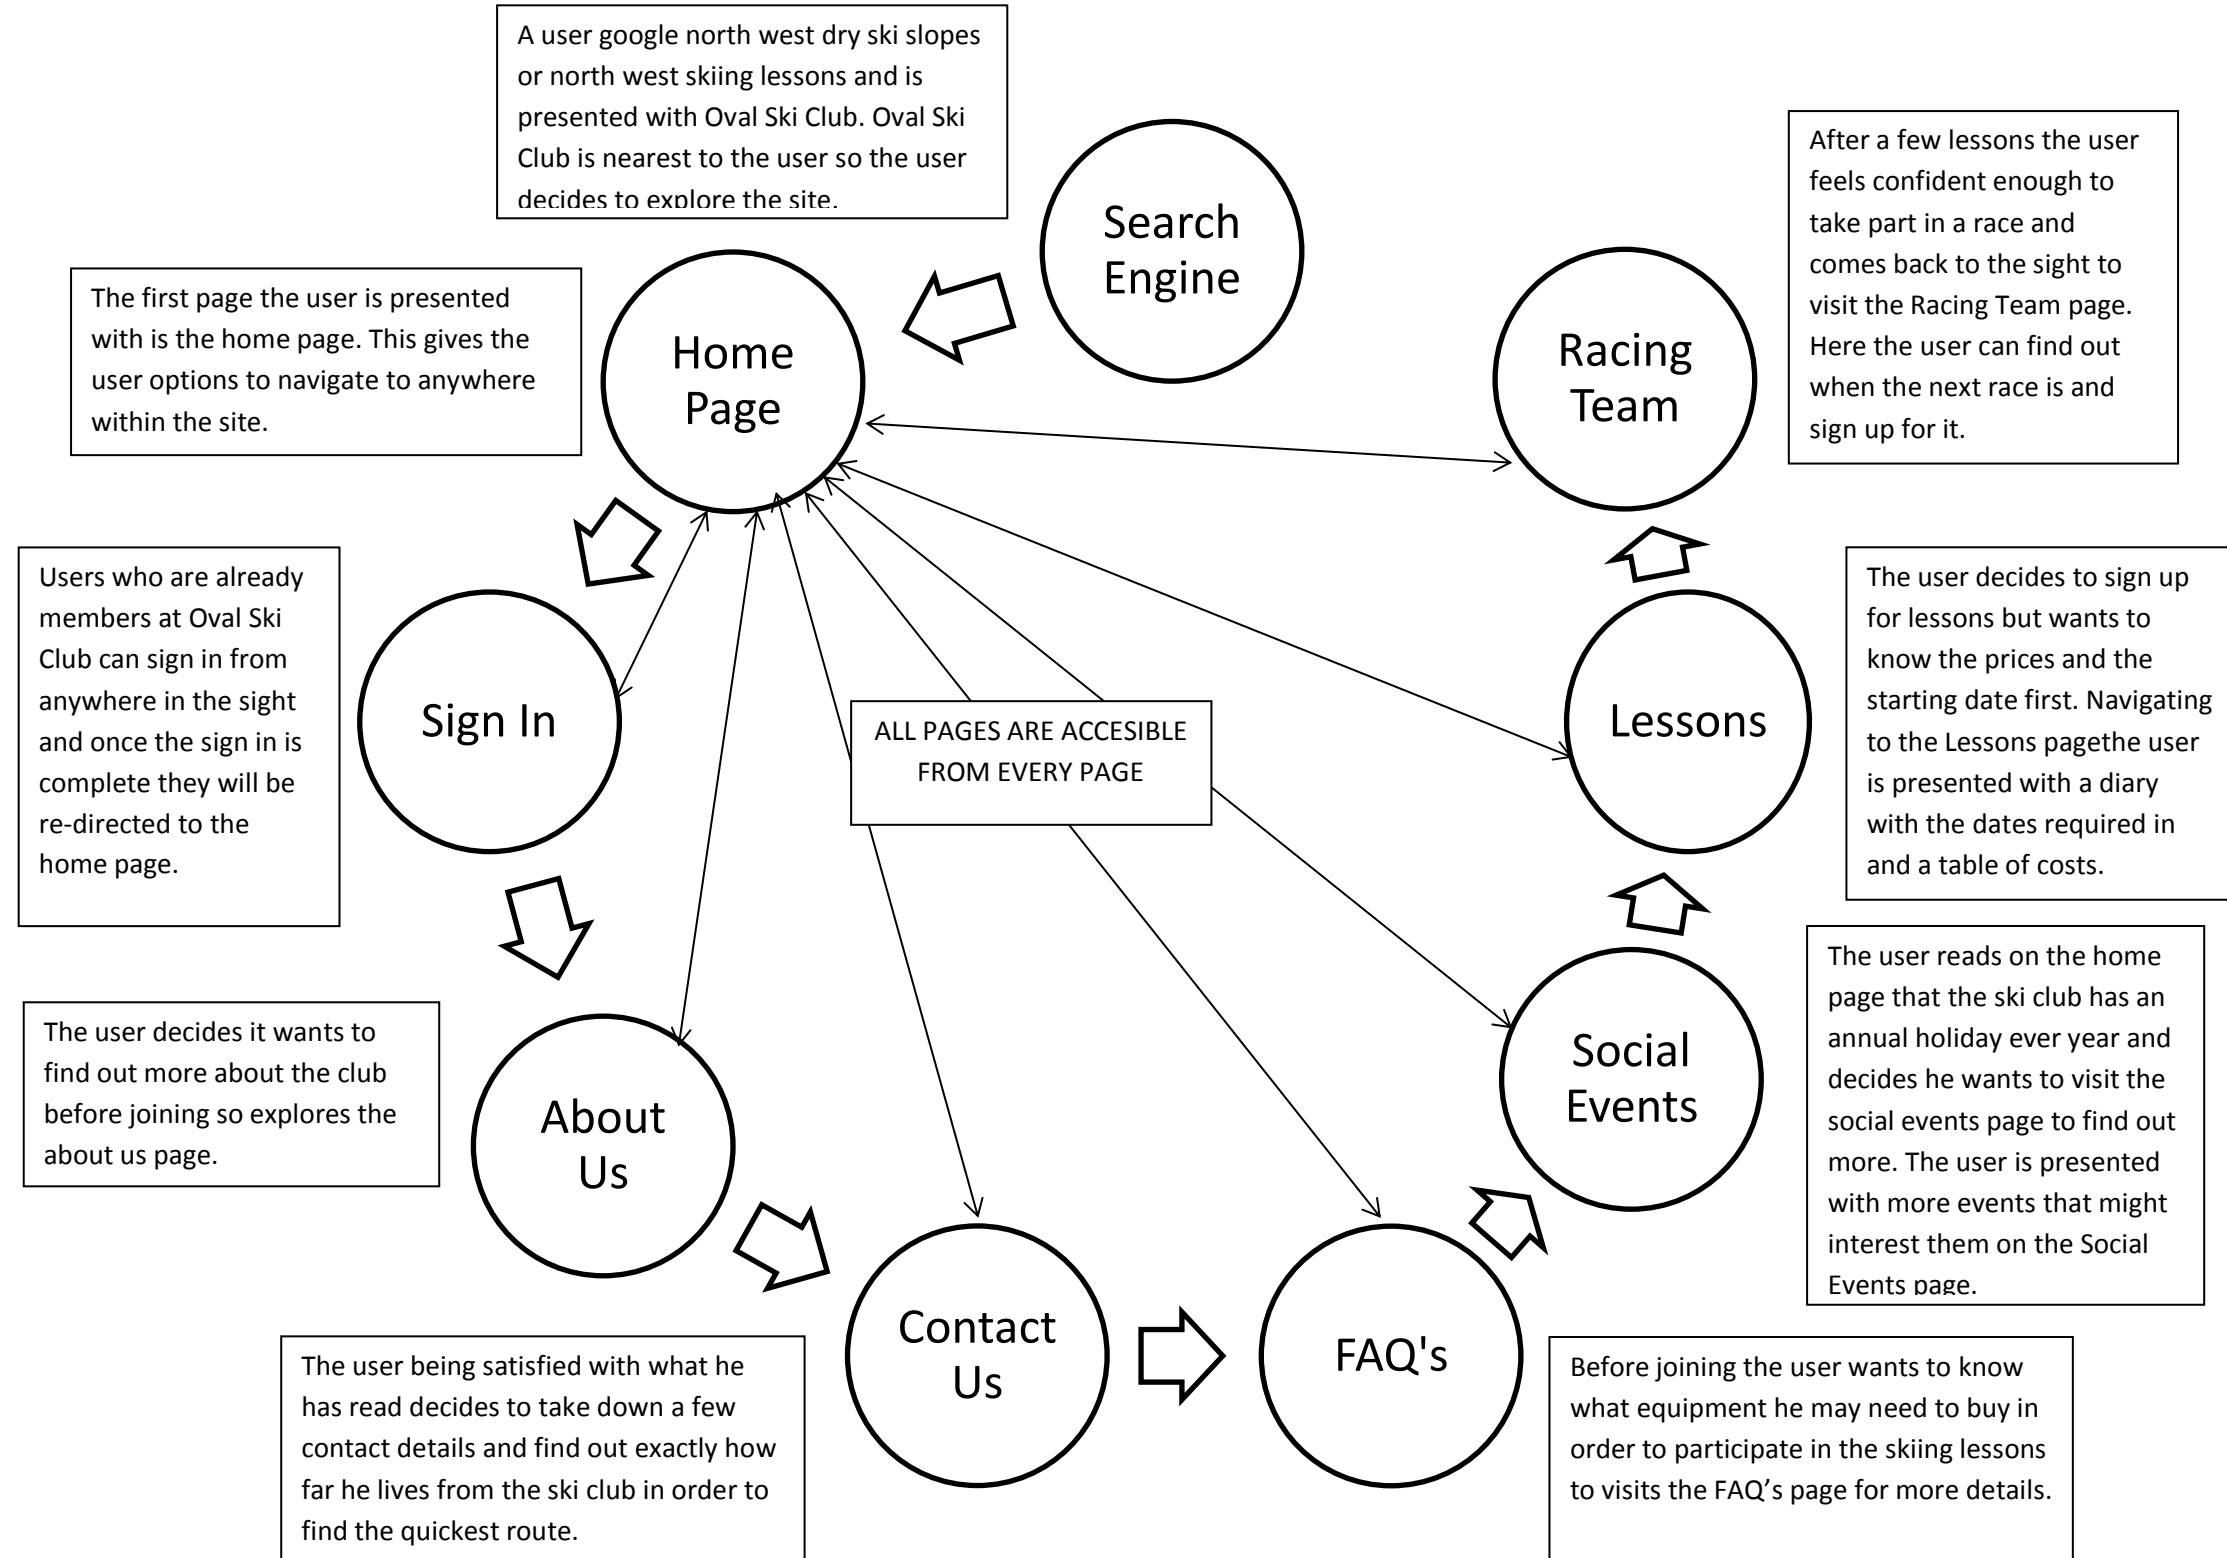 A user google north west dry ski slopes
or north west skiing lessons and is
presented with Oval Ski Club. Oval Ski
Club is nearest to the user so the user
decides to explore the site.
Search
Engine
The first page the user is presented
with is the home page. This gives the
user options to navigate to anywhere
within the site.
Home
Page
Users who are already
members at Oval Ski
Club can sign in from
anywhere in the sight
and once the sign in is
complete they will be
re-directed to the
home page.
Sign In
The user decides it wants to
find out more about the club
before joining so explores the
about us page.
About
Us
The user being satisfied with what he
has read decides to take down a few
contact details and find out exactly how
far he lives from the ski club in order to
find the quickest route.
Contact
Us
FAQ's
Before joining the user wants to know
what equipment he may need to buy in
order to participate in the skiing lessons
to visits the FAQ’s page for more details.
Social
Events
The user reads on the home
page that the ski club has an
annual holiday ever year and
decides he wants to visit the
social events page to find out
more. The user is presented
with more events that might
interest them on the Social
Events page.
Lessons
The user decides to sign up
for lessons but wants to
know the prices and the
starting date first. Navigating
to the Lessons pagethe user
is presented with a diary
with the dates required in
and a table of costs.
Racing
Team
After a few lessons the user
feels confident enough to
take part in a race and
comes back to the sight to
visit the Racing Team page.
Here the user can find out
when the next race is and
sign up for it.
ALL PAGES ARE ACCESIBLE
FROM EVERY PAGE